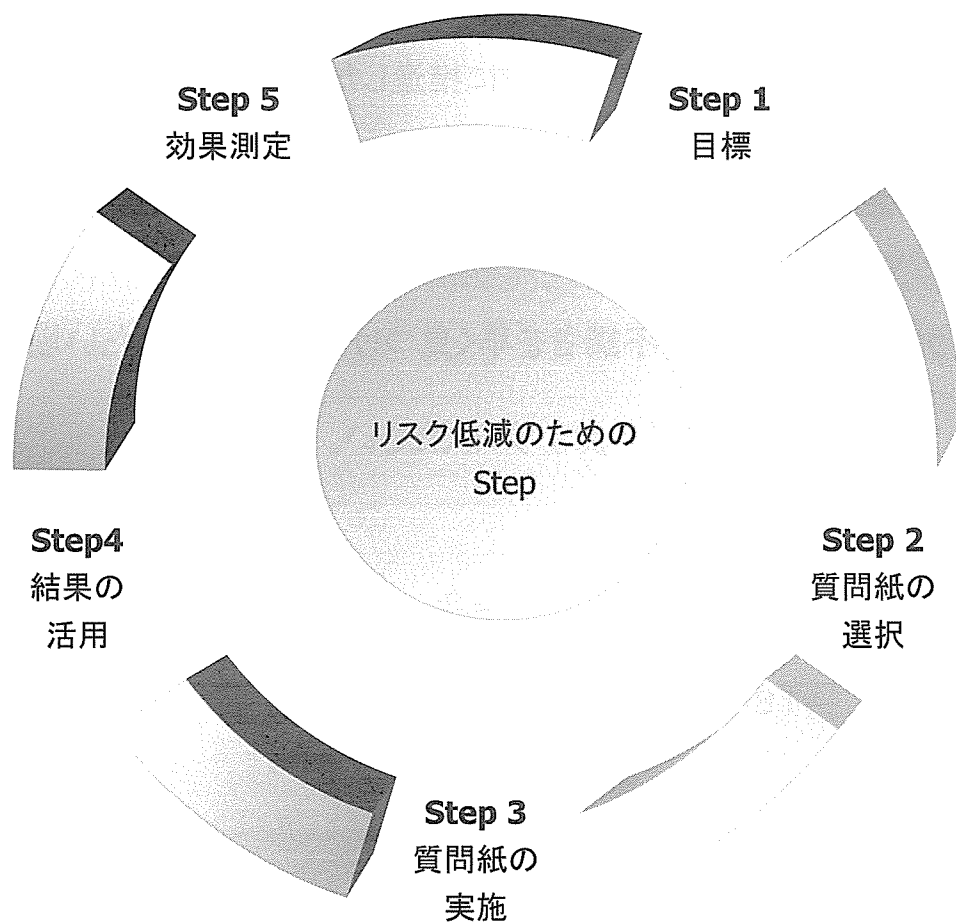 リスク低減のための
Step
Step 1
目標
Step 2
質問紙の
選択
Step 3
質問紙の
実施
Step4
結果の
活用
Step 5
効果測定